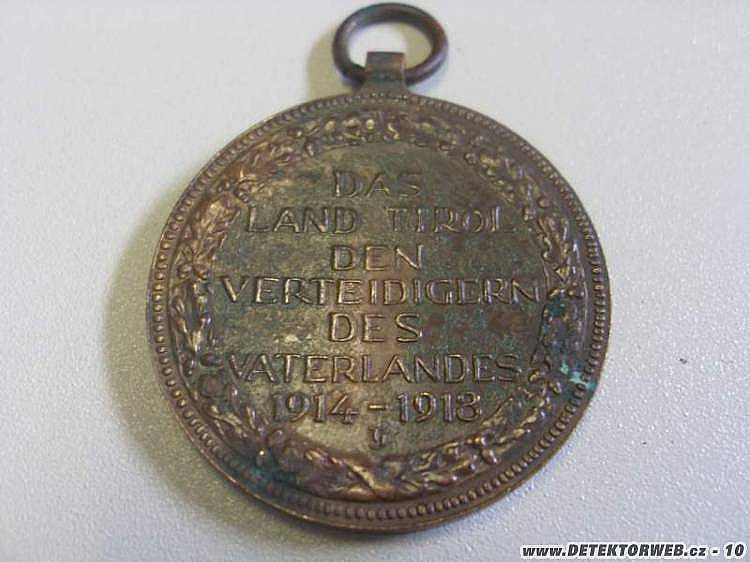 DAS
LAND TIROL
DEN
VERTEIDIGERN
DES
VATERLANDES
1914-1918
www.DETEKTORWEB.cz - 10